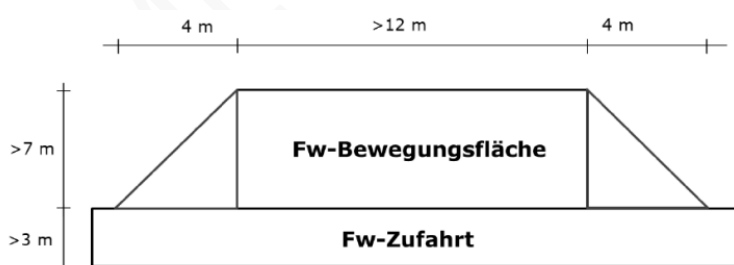 4 m
>12 m
4 m
>7 m
Fw-Bewegungsfläche
>3 m
Fw-Zufahrt